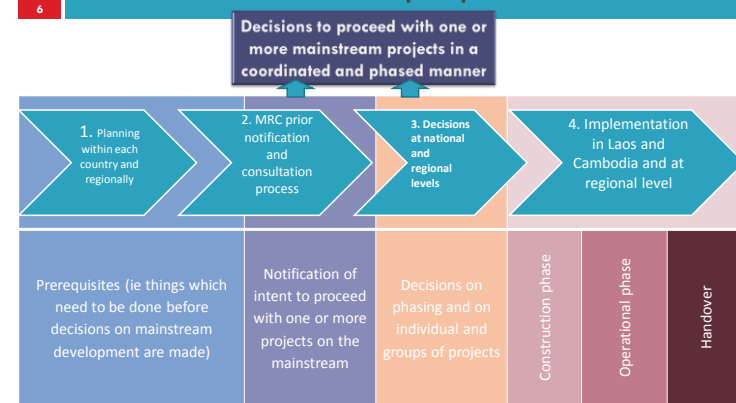 6
Decisions to proceed with one or
more mainstream projects in a
coordinated and phased manner
1. Planning
within each
country and
regionally
2. MRC prior
notification
and
consultation
process
3. Decisions
at national
and
regional
levels
4. Implementation
in Laos and
Cambodia and at
regional level
Prerequisites (ie things which
need to be done before
decisions on mainstream
development are made)
Notification of
intent to proceed
with one or more
projects on the
mainstream
Decisions on
phasing and on
individual and
groups of projects
Construction phase
Operational phase
Handover